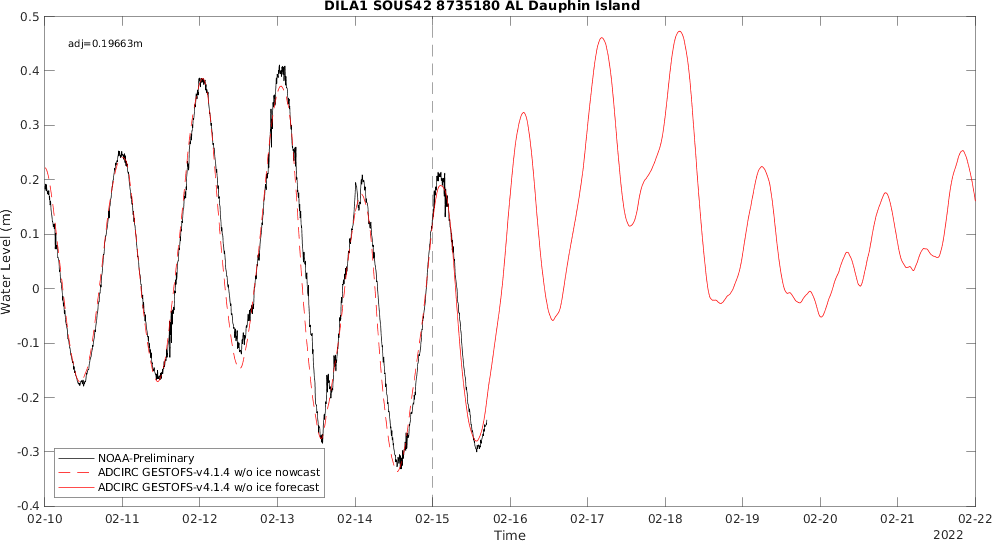 DILA1 SOUS42 8735180 AL Dauphin Island
adj=0.19663m
0.5
0.4
0.3
0.2
0.1
0
-0.1
-0.2
-0.3
-0.4
Water Level (m)
NOAA-Preliminary
ADCIRC GESTOFS-v4.1.4 w/o ice nowcast
ADCIRC GESTOFS-v4.1.4 w/o ice forecast
02-10 02-11 02-12 02-13 02-14 02-15 02-16 02-17 02-18 02-19 02-20 02-21 02-22
Time
2022